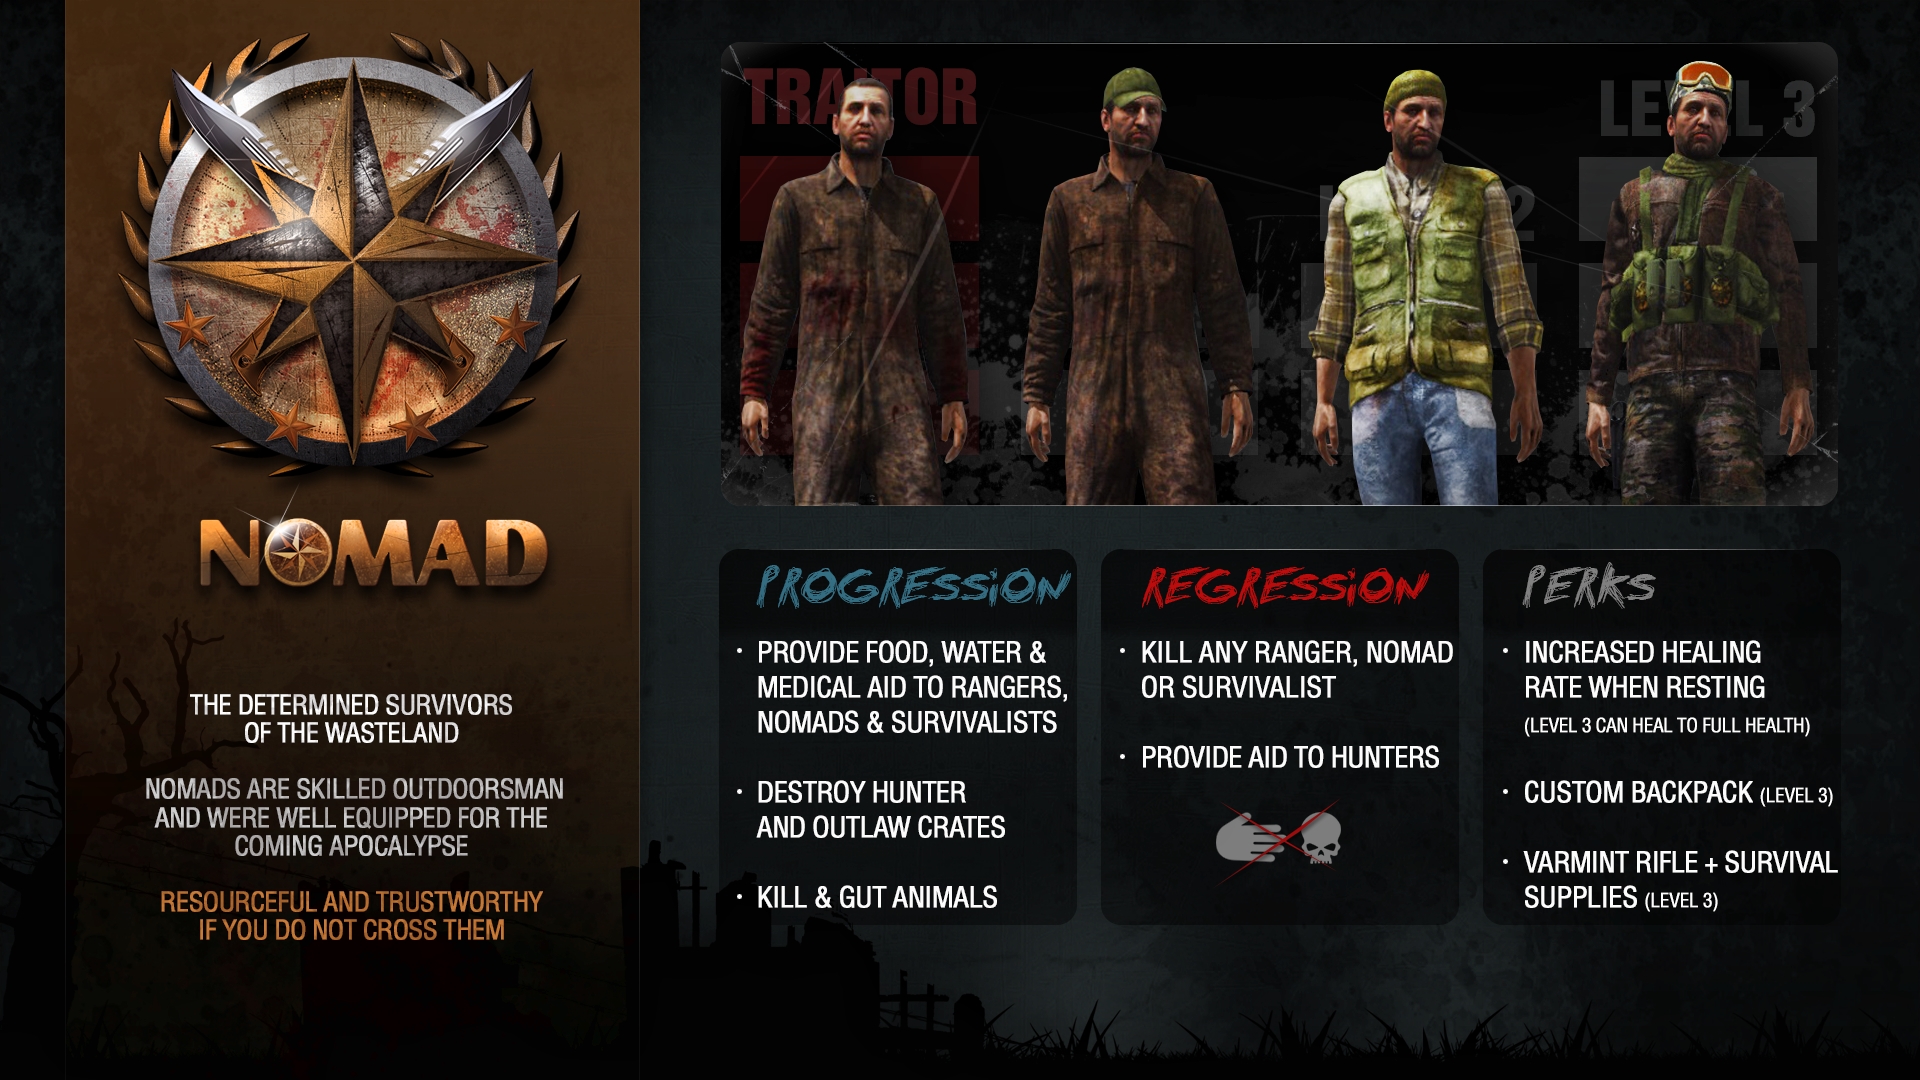 TRAITOR
LEVEL 3
2
NOMAD
THE DETERMINED SURVIVORS
OF THE WASTELAND
NOMADS ARE SKILLED OUTDOORSMAN
AND WERE WELL EQUIPPED FOR THE
COMING APOCALYPSE
RESOURCEFUL AND TRUSTWORTHY
IF YOU DO NOT CROSS THEM
PROGRESSION
· PROVIDE FOOD, WATER &
MEDICAL AID TO RANGERS,
NOMADS & SURVIVALISTS
· DESTROY HUNTER
AND OUTLAW CRATES
· KILL & GUT ANIMALS
REGRESSION
· KILL ANY RANGER, NOMAD
OR SURVIVALIST
· PROVIDE AID TO HUNTERS
PERKS
· INCREASED HEALING
RATE WHEN RESTING
(LEVEL 3 CAN HEAL TO FULL HEALTH)
· CUSTOM BACKPACK (LEVEL 3)
· VARMINT RIFLE + SURVIVAL
SUPPLIES (LEVEL 3)